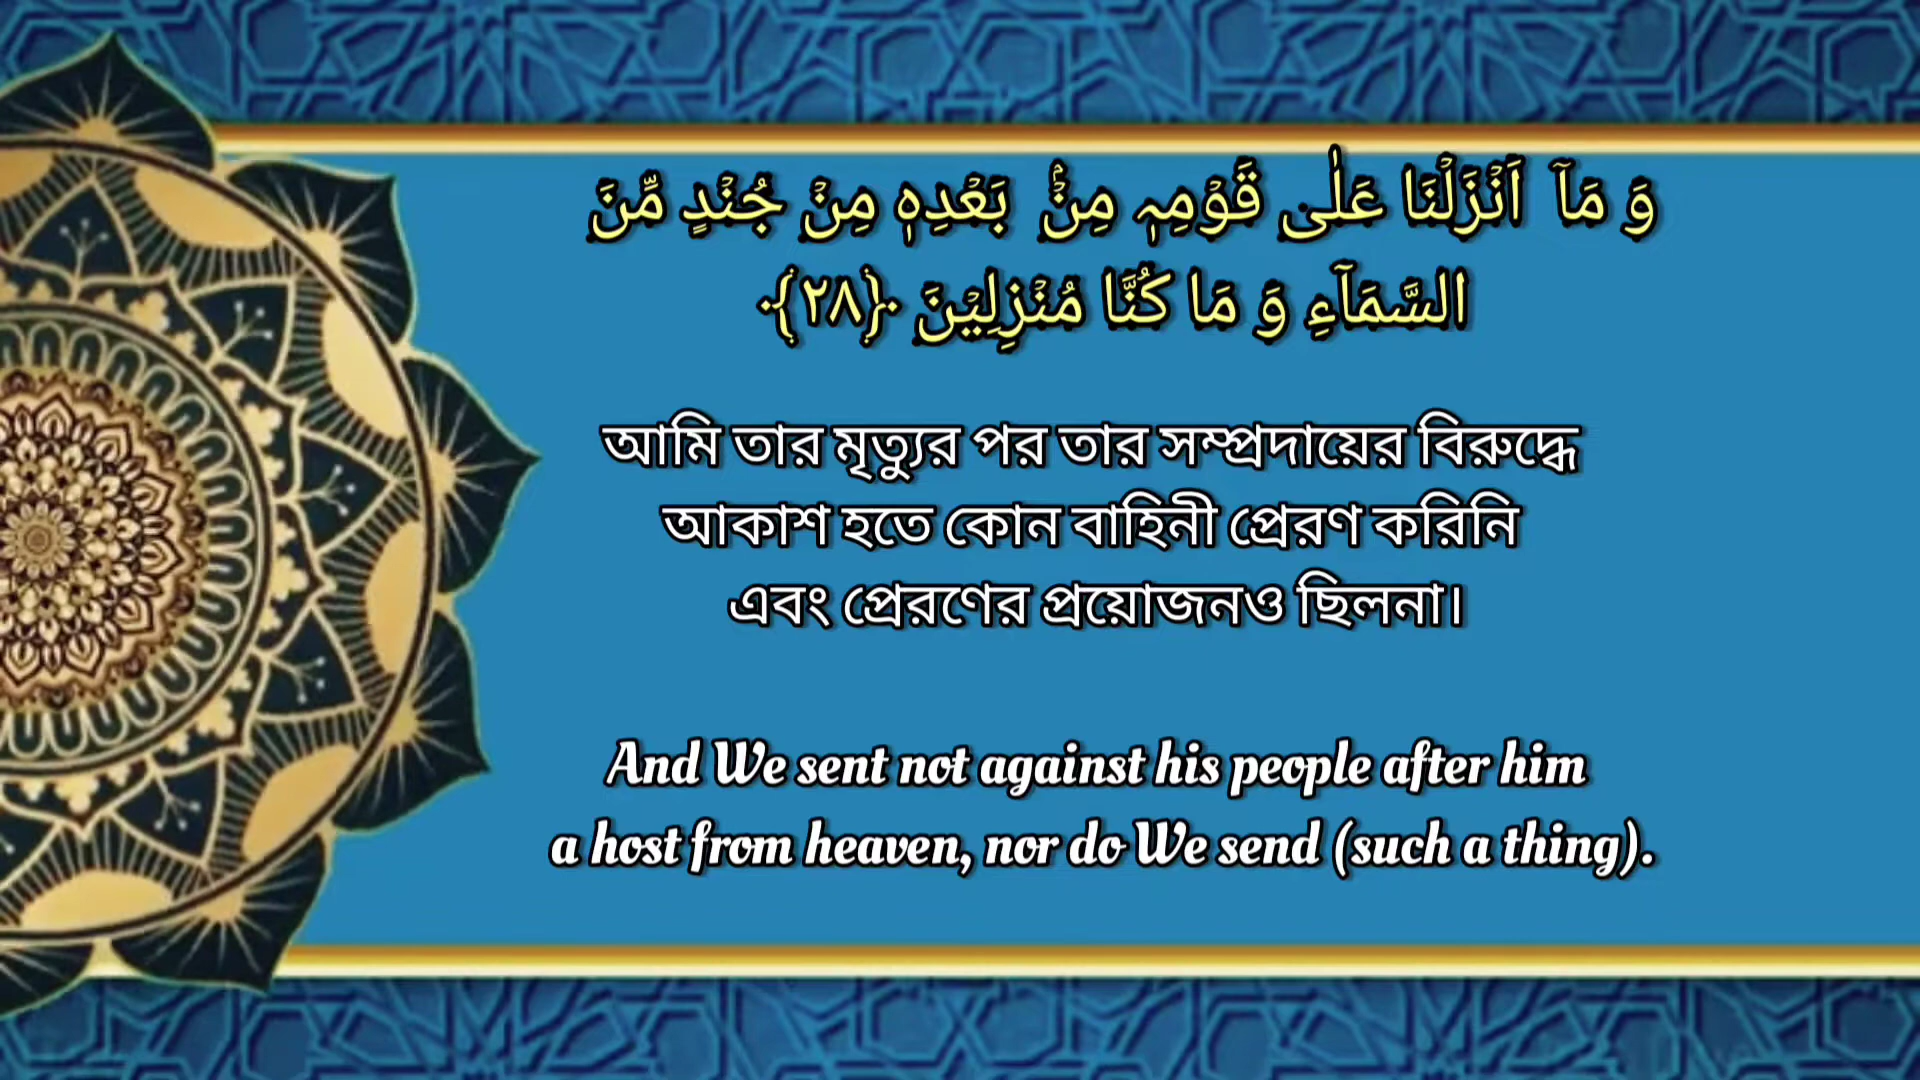 وَ مَاۤ اَنۡزَلۡنَا عَلٰی قَوۡمِہٖ مِنۡۢ بَعۡدِہٖ مِنۡ جُنۡدٍ مِّنَ
السَّمَآءِ وَ مَا کُنَّا مُنۡزِلِیۡنَ ﴿۲۸﴾
আমি তার মৃত্যুর পর তার সম্প্রদায়ের বিরুদ্ধে
আকাশ হতে কোন বাহিনী প্রেরণ করিনি
এবং প্রেরণের প্রয়োজনও ছিলনা।
And We sent not against his people after him
a host from heaven, nor do We send (such a thing).